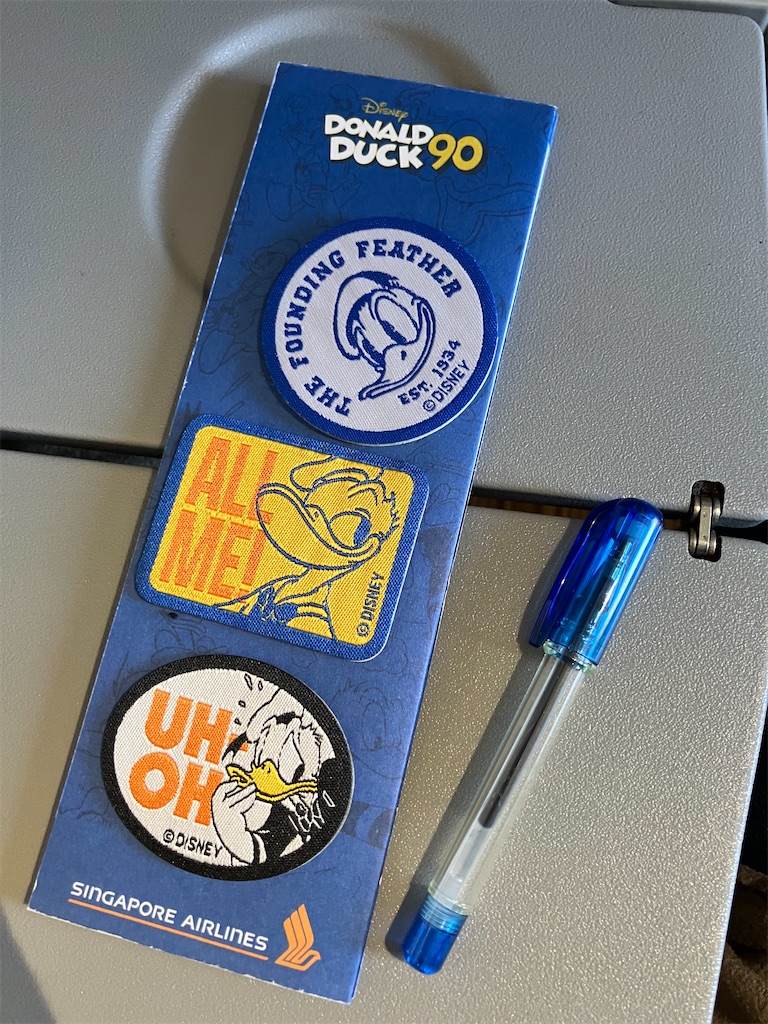 Disney
DONALD
DUCK 90
THE FOUNDING FEATHER
EST. 1934
©DISNEY
ALL
ME!
©DISNEY
UH-
OH
©DISNEY
SINGAPORE AIRLINES